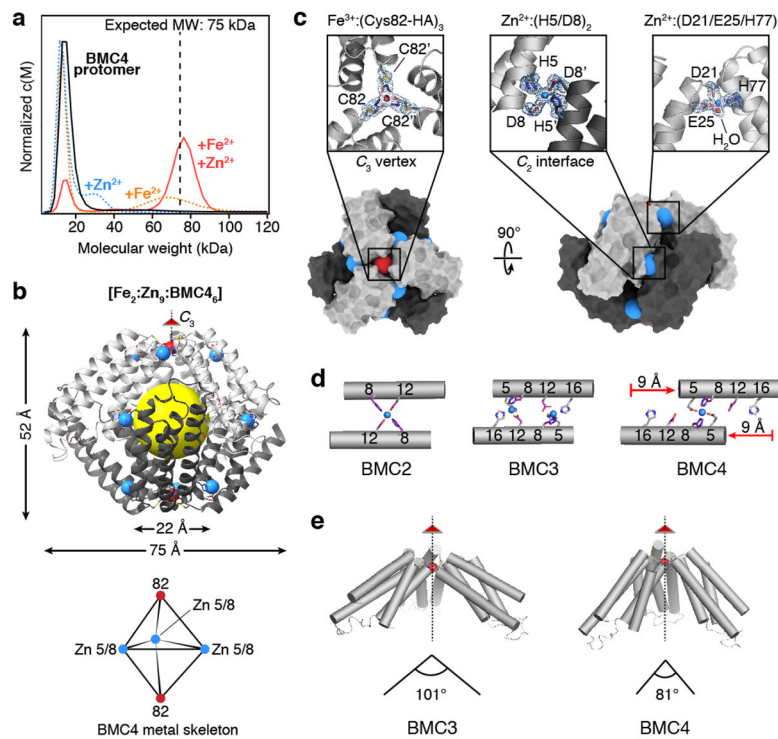 a
Expected MW: 75 kDa
BMC4
protomer
+Fe²⁺
+Zn²⁺
+Zn²⁺
+Fe²⁺
Normalized c(M)
20 40 60 80 100 120
Molecular weight (kDa)
b
[Fe₂:Zn₉:BMC4₆]
C₃
52 Å
22 Å
75 Å
82
Zn 5/8
Zn 5/8
Zn 5/8
82
BMC4 metal skeleton
c
Fe³⁺:(Cys82-HA)₃
Zn²⁺:(H5/D8)₂
Zn²⁺:(D21/E25/H77)
C82'
C82
C82''
C₃ vertex
H5
D8'
D8
H5'
C₂ interface
D21
H77
E25
H₂O
90°
d
8 12
12 8
BMC2
5 8 12 16
16 12 8 5
BMC3
9 Å
5 8 12 16
16 12 8 5
9 Å
BMC4
e
101°
BMC3
81°
BMC4